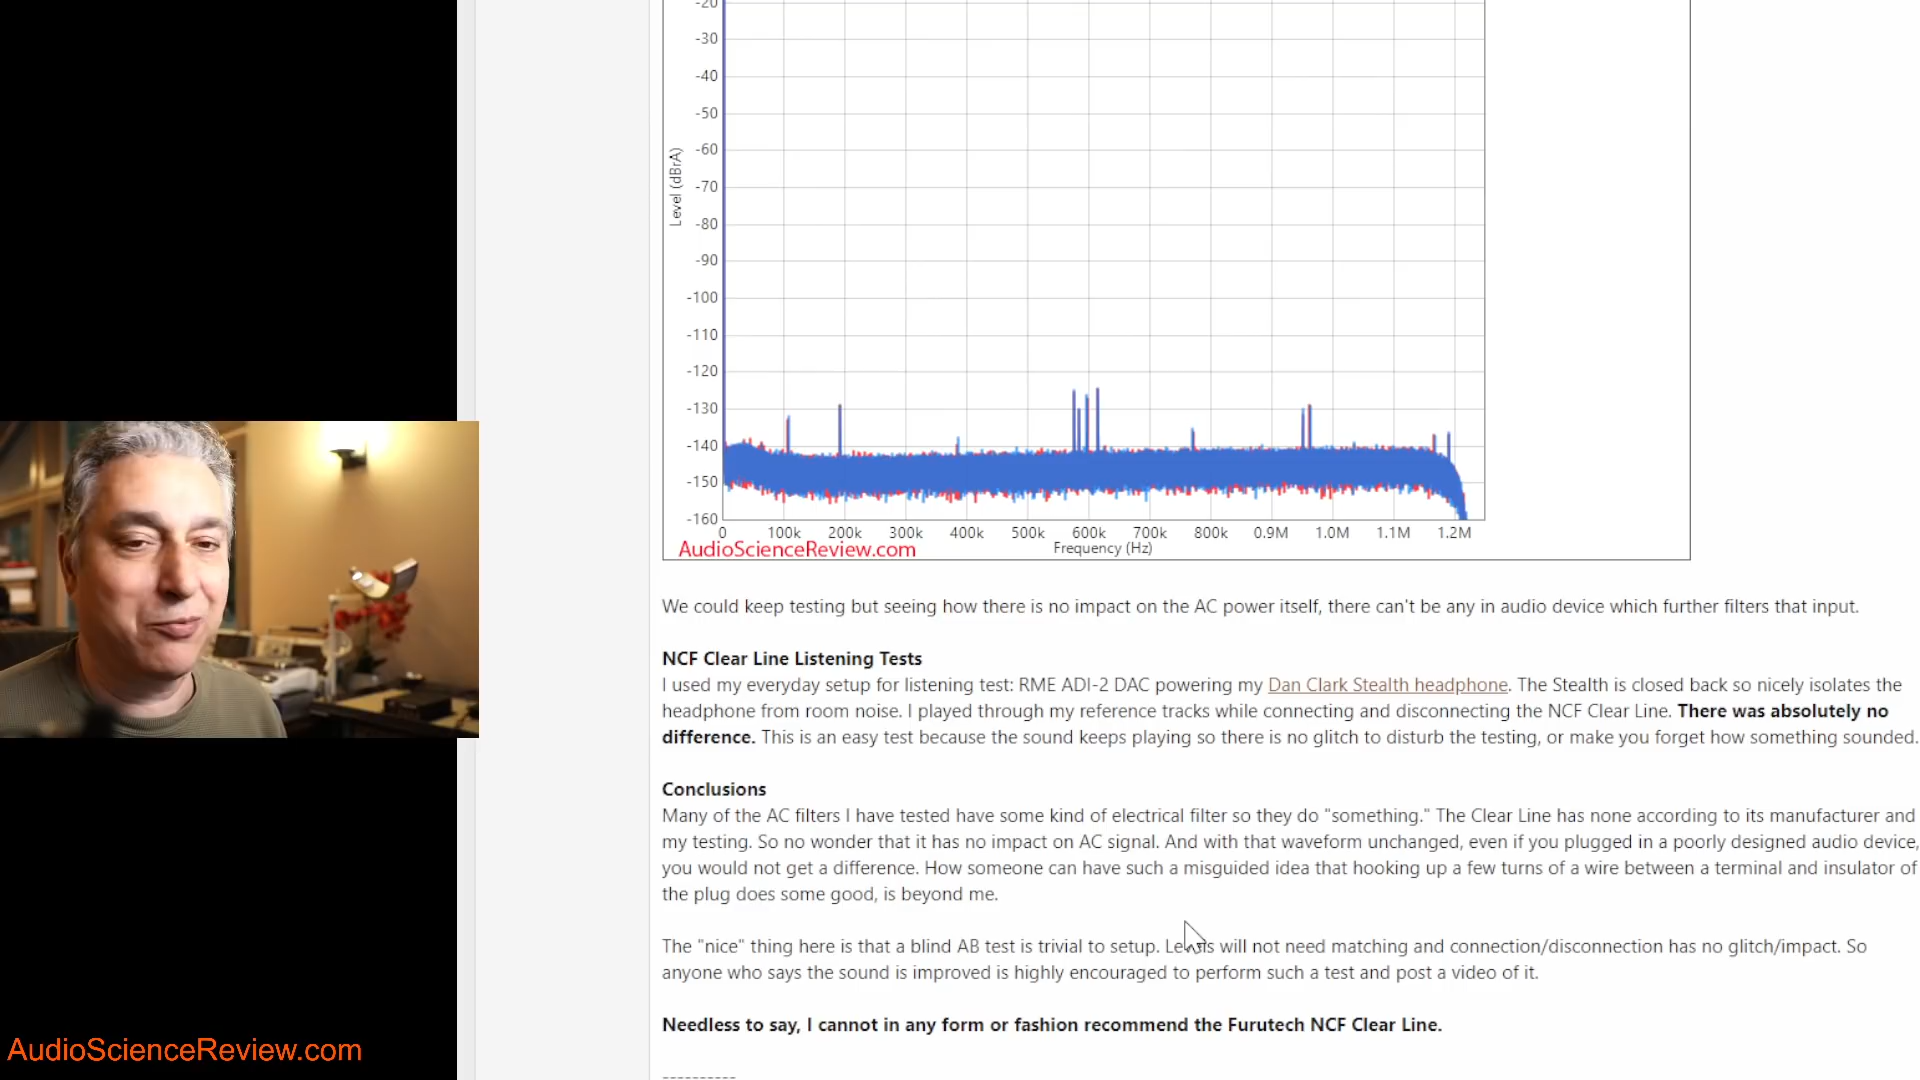 -20
-30
-40
-50
-60
-70
-80
-90
-100
-110
-120
-130
-140
-150
-160
Level (dBrA)
0 100k 200k 300k 400k 500k 600k 700k 800k 0.9M 1.0M 1.1M 1.2M
AudioScienceReview.com
Frequency (Hz)
We could keep testing but seeing how there is no impact on the AC power itself, there can't be any in audio device which further filters that input.
NCF Clear Line Listening Tests
I used my everyday setup for listening test: RME ADI-2 DAC powering my Dan Clark Stealth headphone. The Stealth is closed back so nicely isolates the
headphone from room noise. I played through my reference tracks while connecting and disconnecting the NCF Clear Line. There was absolutely no
difference. This is an easy test because the sound keeps playing so there is no glitch to disturb the testing, or make you forget how something sounded.
Conclusions
Many of the AC filters I have tested have some kind of electrical filter so they do "something." The Clear Line has none according to its manufacturer and
my testing. So no wonder that it has no impact on AC signal. And with that waveform unchanged, even if you plugged in a poorly designed audio device,
you would not get a difference. How someone can have such a misguided idea that hooking up a few turns of a wire between a terminal and insulator of
the plug does some good, is beyond me.
The "nice" thing here is that a blind AB test is trivial to setup. Levels will not need matching and connection/disconnection has no glitch/impact. So
anyone who says the sound is improved is highly encouraged to perform such a test and post a video of it.
Needless to say, I cannot in any form or fashion recommend the Furutech NCF Clear Line.
----------
AudioScienceReview.com